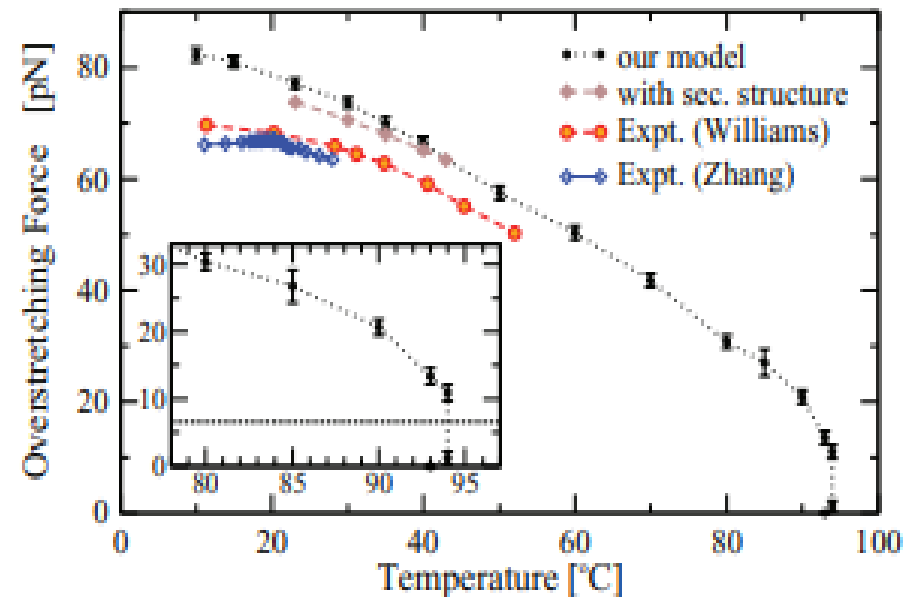 Overstretching Force [pN]
80
60
40
20
0
our model
with sec. structure
Expt. (Williams)
Expt. (Zhang)
30
20
10
0
80 85 90 95
0 20 40 60 80 100
Temperature [°C]